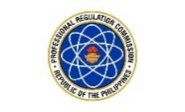 PROFESSIONAL REGULATION COMMISSION
REPUBLIC OF THE PHILIPPINES